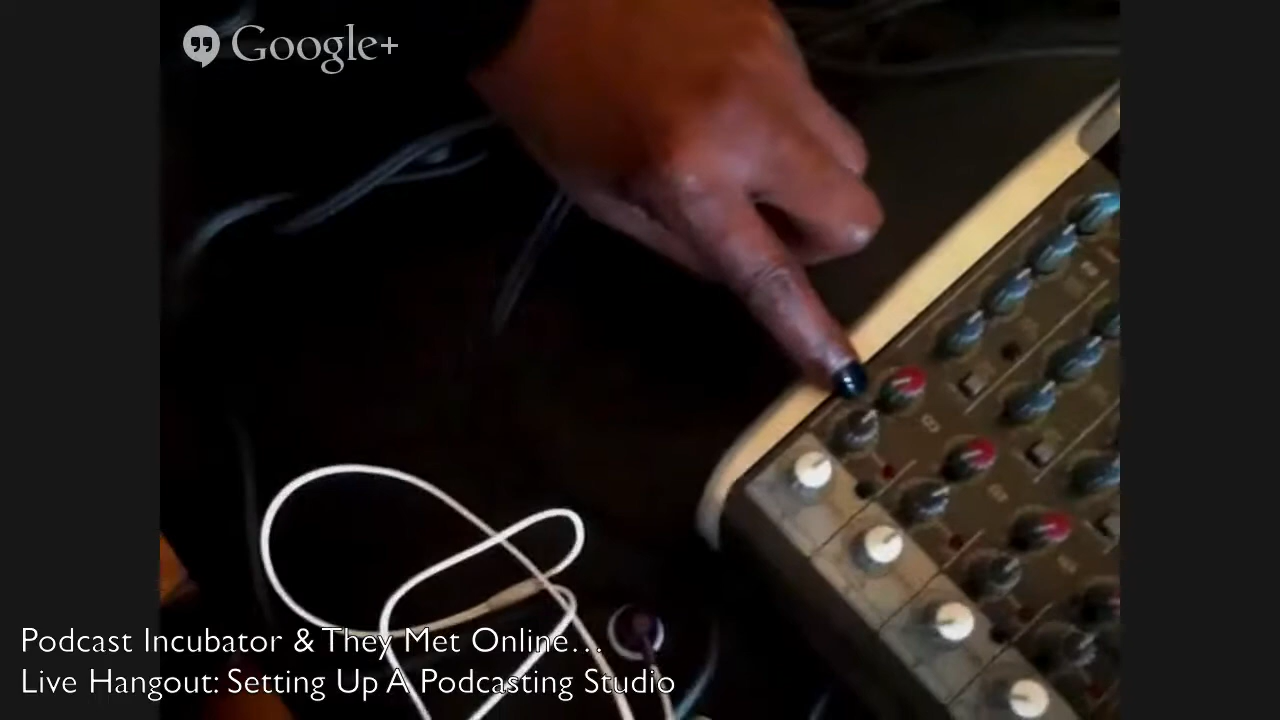 Google+
Podcast Incubator & They Met Online...
Live Hangout: Setting Up A Podcasting Studio